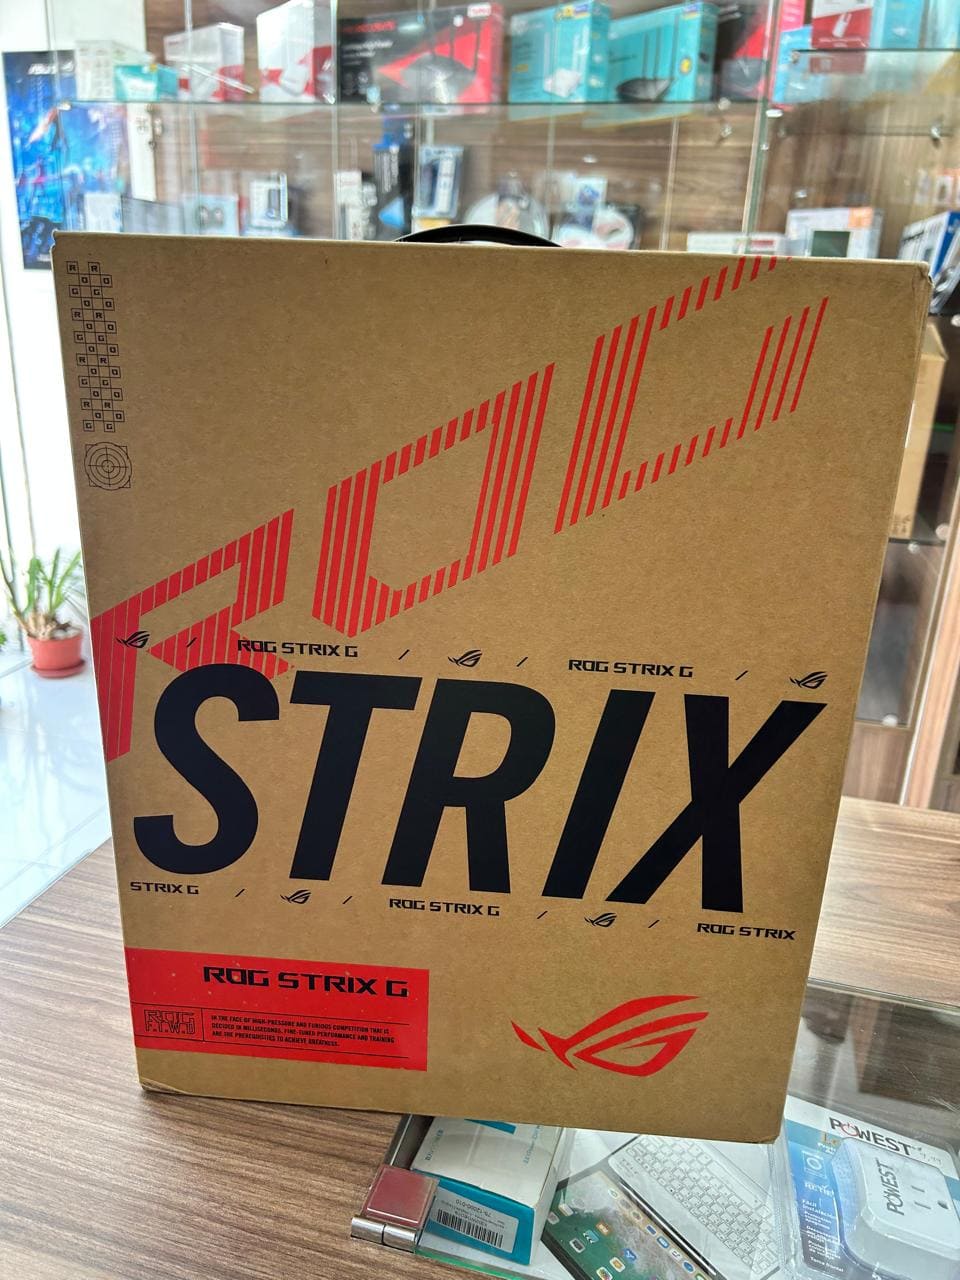 ASUS
R O
O G
G R
R O
O G
G R
R O
O G
G R
R O
O G
G
ROG
ROG STRIX G / / ROG STRIX G /
STRIX
STRIX G / / ROG STRIX G / / ROG STRIX
ROG STRIX G
ROG
F.T.W.D
IN THE FACE OF HIGH-PRESSURE AND FURIOUS COMPETITION THAT IS
DECIDED IN MILLISECONDS, FINE-TUNED PERFORMANCE AND TRAINING
ARE THE PREREQUISITES TO ACHIEVE GREATNESS.
POWEST
POWEST